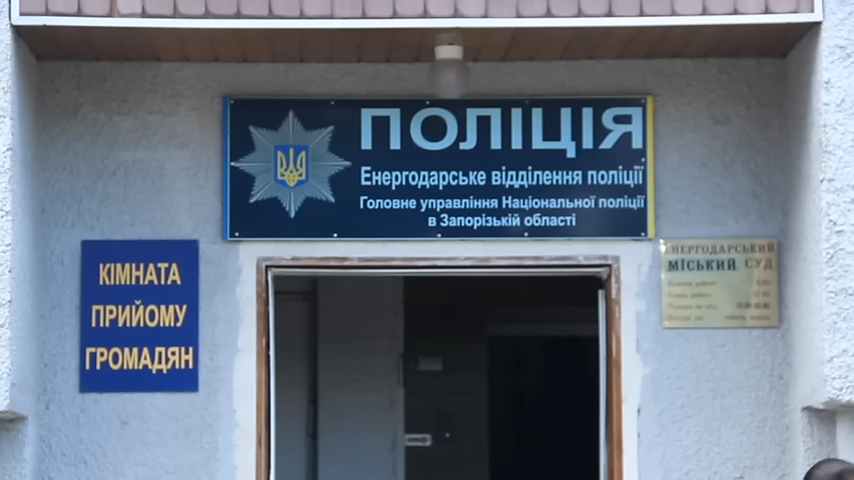 ПОЛІЦІЯ
Енергодарське відділення поліції
Головне управління Національної поліції
в Запорізькій області
КІМНАТА
ПРИЙОМУ
ГРОМАДЯН
ЕНЕРГОДАРСЬКИЙ
МІСЬКИЙ СУД